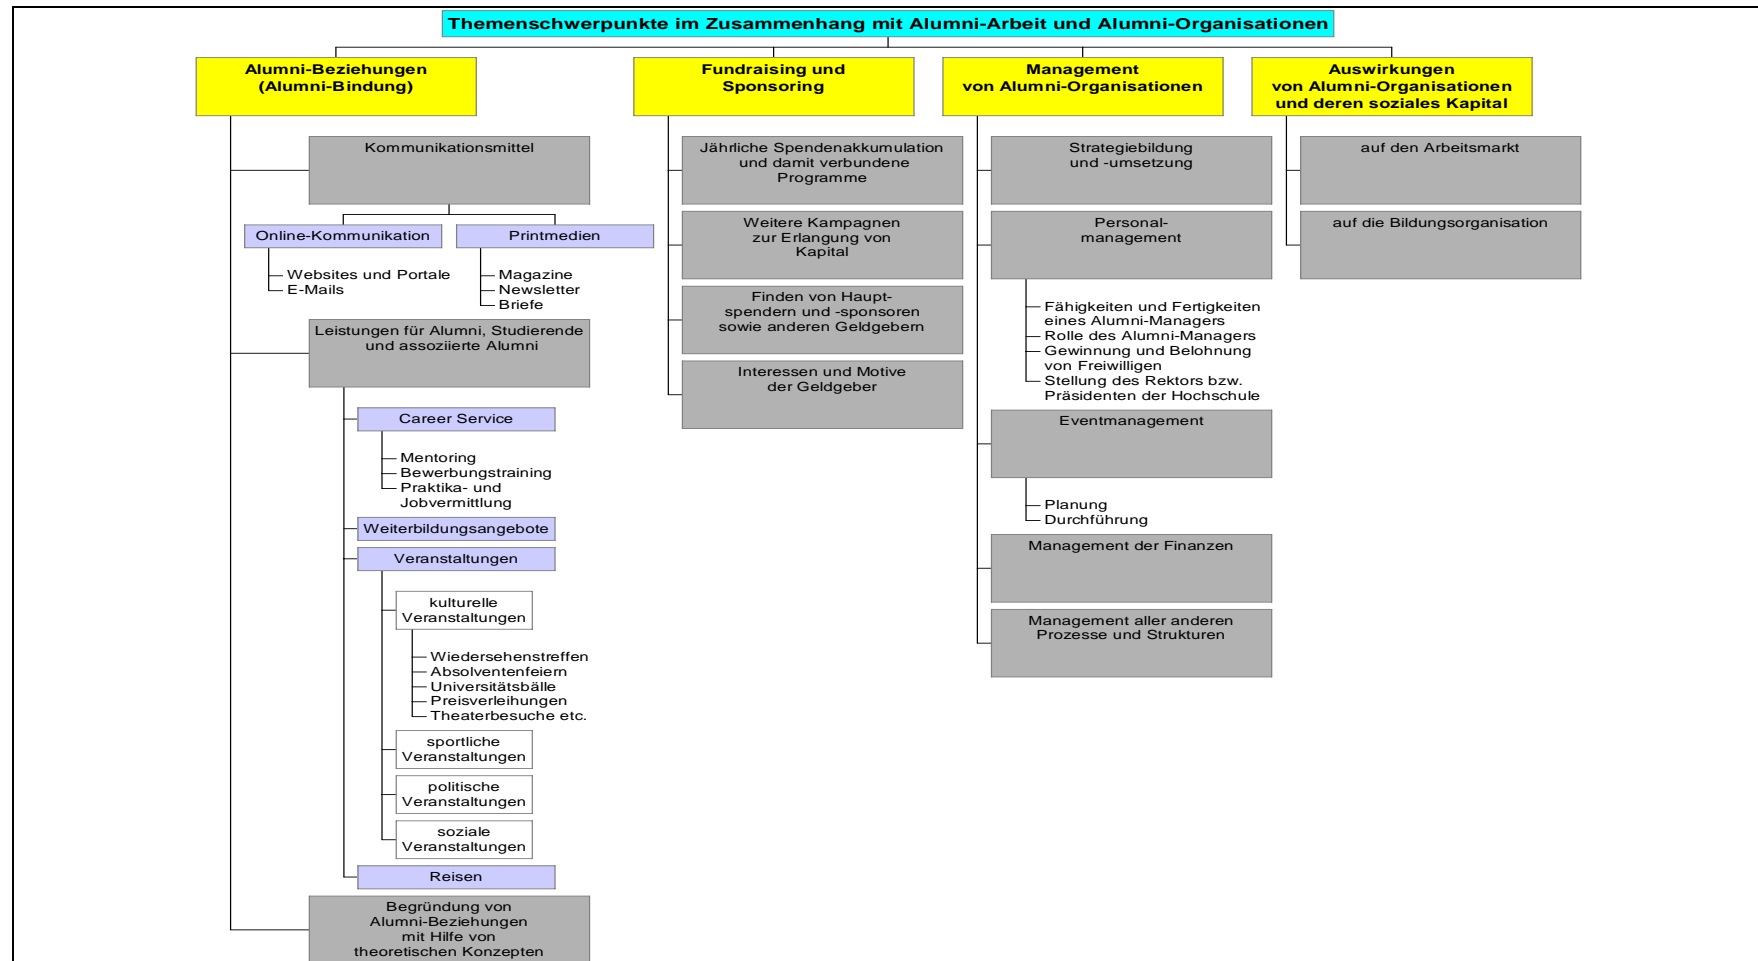 Themenschwerpunkte im Zusammenhang mit Alumni-Arbeit und Alumni-Organisationen
Alumni-Beziehungen
(Alumni-Bindung)
Kommunikationsmittel
Online-Kommunikation
Websites und Portale
E-Mails
Printmedien
Magazine
Newsletter
Briefe
Leistungen für Alumni, Studierende
und assoziierte Alumni
Career Service
Mentoring
Bewerbungstraining
Praktika- und
Jobvermittlung
Weiterbildungsangebote
Veranstaltungen
kulturelle
Veranstaltungen
Wiedersehenstreffen
Absolventenfeiern
Universitätsbälle
Preisverleihungen
Theaterbesuche etc.
sportliche
Veranstaltungen
politische
Veranstaltungen
soziale
Veranstaltungen
Reisen
Begründung von
Alumni-Beziehungen
mit Hilfe von
theoretischen Konzepten
Fundraising und
Sponsoring
Jährliche Spendenakkumulation
und damit verbundene
Programme
Weitere Kampagnen
zur Erlangung von
Kapital
Finden von Haupt-
spendern und -sponsoren
sowie anderen Geldgebern
Interessen und Motive
der Geldgeber
Management
von Alumni-Organisationen
Strategiebildung
und -umsetzung
Personal-
management
Fähigkeiten und Fertigkeiten
eines Alumni-Managers
Rolle des Alumni-Managers
Gewinnung und Belohnung
von Freiwilligen
Stellung des Rektors bzw.
Präsidenten der Hochschule
Eventmanagement
Planung
Durchführung
Management der Finanzen
Management aller anderen
Prozesse und Strukturen
Auswirkungen
von Alumni-Organisationen
und deren soziales Kapital
auf den Arbeitsmarkt
auf die Bildungsorganisation